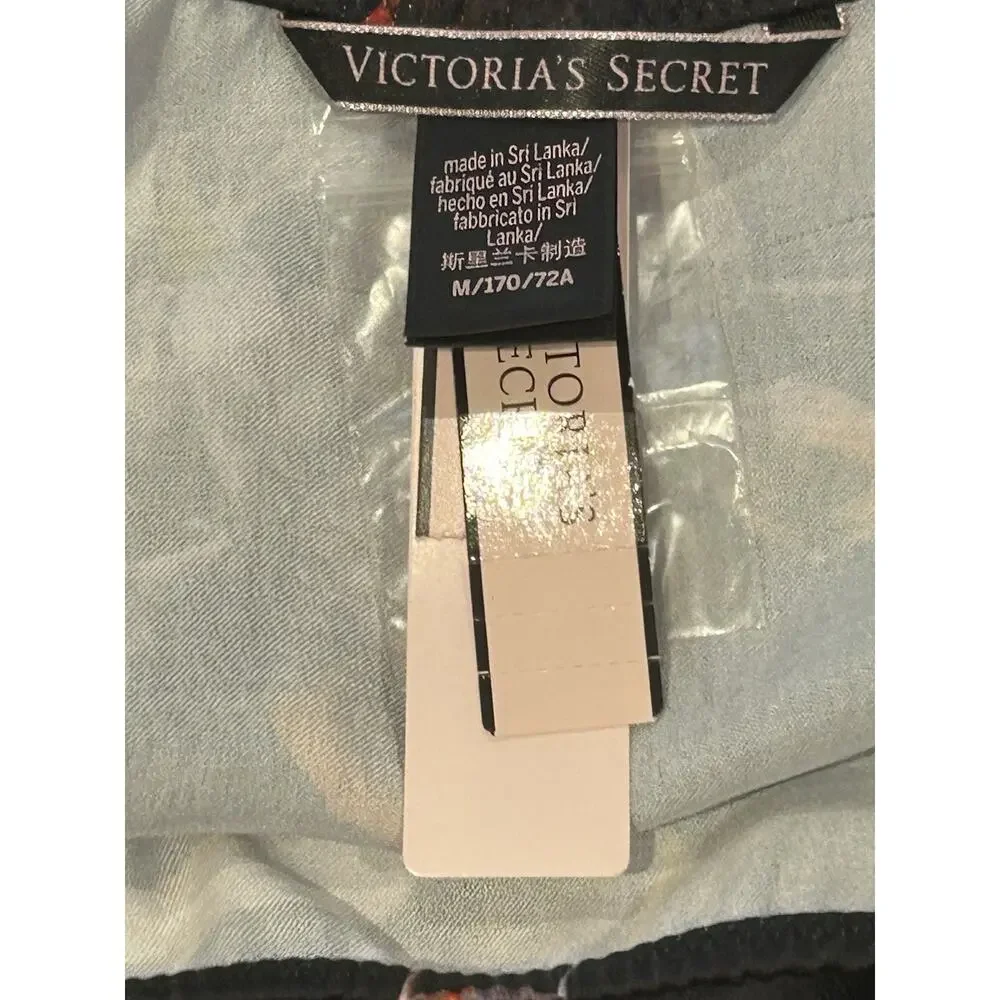 VICTORIA'S SECRET
made in Sri Lanka/
fabriqué au Sri Lanka/
hecho en Sri Lanka/
fabbricato in Sri
Lanka/
斯里兰卡制造
M/170/72A